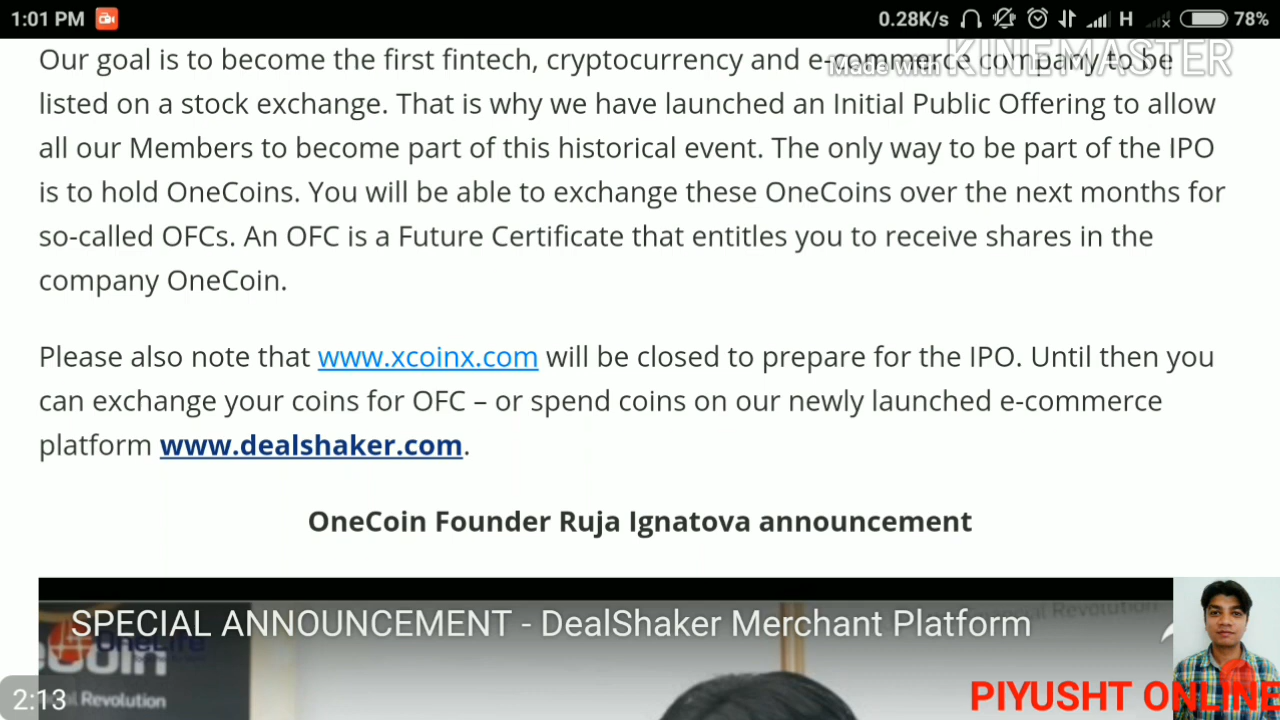 1:01 PM 0.28K/s H 78%
Our goal is to become the first fintech, cryptocurrency and e-commerce company to be
Made with KINEMASTER
listed on a stock exchange. That is why we have launched an Initial Public Offering to allow
all our Members to become part of this historical event. The only way to be part of the IPO
is to hold OneCoins. You will be able to exchange these OneCoins over the next months for
so-called OFCs. An OFC is a Future Certificate that entitles you to receive shares in the
company OneCoin.
Please also note that www.xcoinx.com will be closed to prepare for the IPO. Until then you
can exchange your coins for OFC – or spend coins on our newly launched e-commerce
platform www.dealshaker.com.
OneCoin Founder Ruja Ignatova announcement
SPECIAL ANNOUNCEMENT - DealShaker Merchant Platform
Revolution
OneLife
eCoin
2:13
al Revolution
PIYUSHT ONLINE